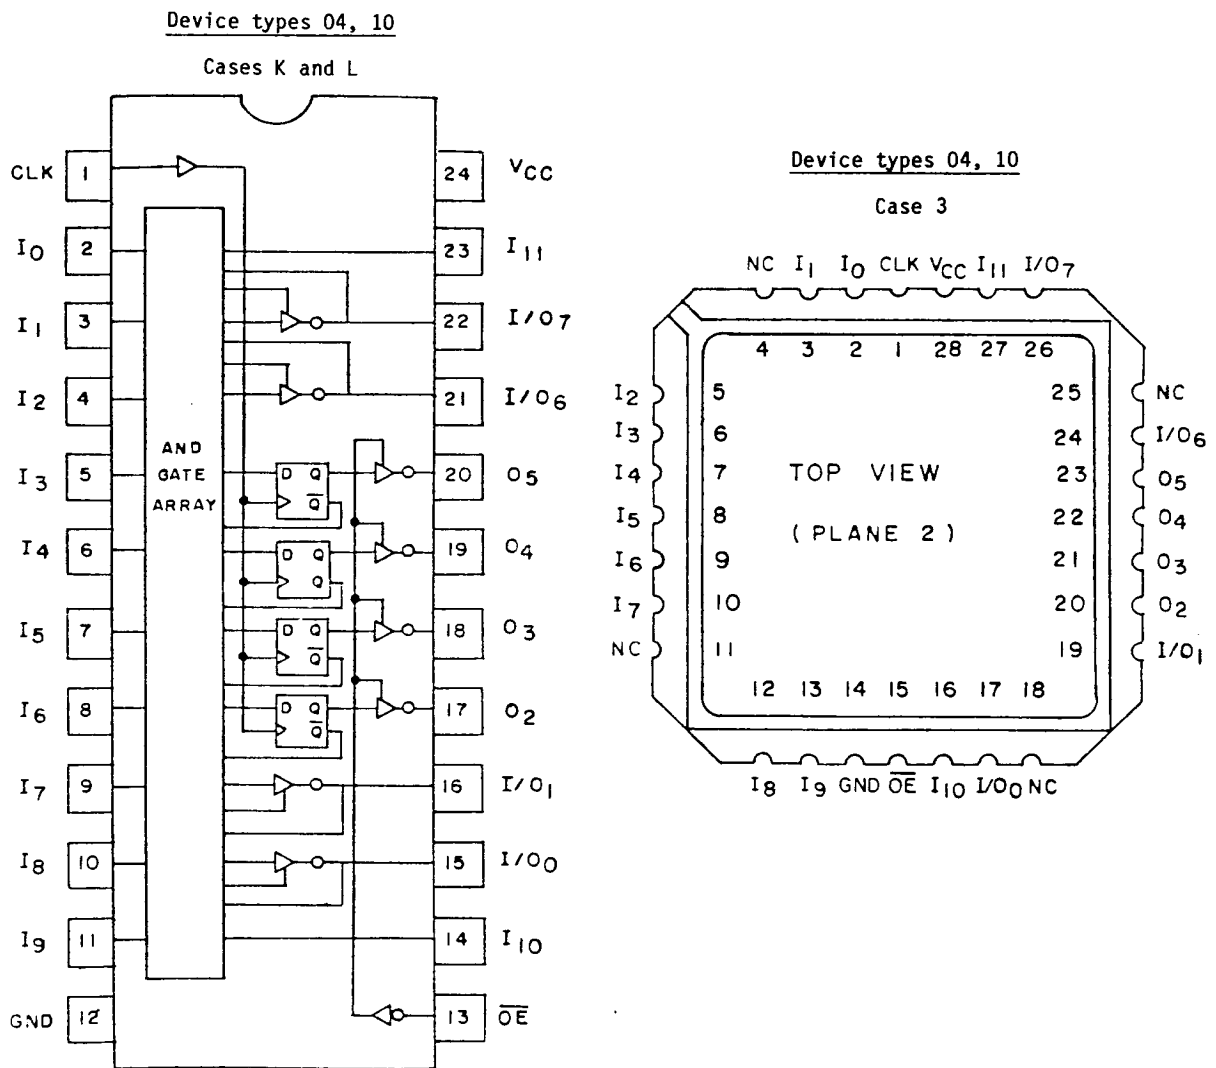 Device types 04, 10
Cases K and L
CLK 1 24 VCC
I0 2 23 I11
I1 3 22 I/O7
I2 4 21 I/O6
AND
GATE
ARRAY
I3 5 D Q Q̅ 20 O5
I4 6 D Q Q 19 O4
I5 7 D Q Q̅ 18 O3
I6 8 D Q Q̅ 17 O2
I7 9 16 I/O1
I8 10 15 I/O0
I9 11 14 I10
GND 12 13 O̅E̅
Device types 04, 10
Case 3
NC I1 I0 CLK VCC I11 I/O7
4 3 2 1 28 27 26
I2 5 25 NC
I3 6 24 I/O6
I4 7 TOP VIEW 23 O5
I5 8 (PLANE 2) 22 O4
I6 9 21 O3
I7 10 20 O2
NC 11 19 I/O1
12 13 14 15 16 17 18
I8 I9 GND O̅E̅ I10 I/O0 NC